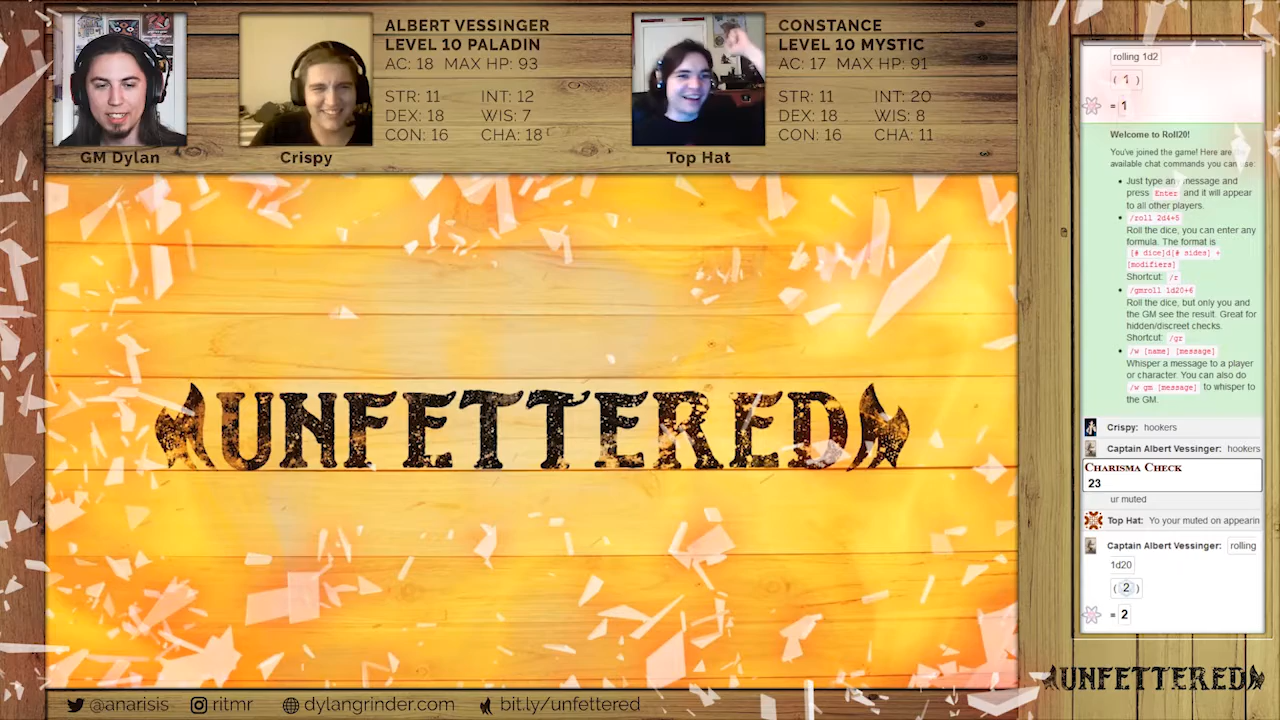 GM Dylan
Crispy
ALBERT VESSINGER
LEVEL 10 PALADIN
AC: 18 MAX HP: 93
STR: 11 INT: 12
DEX: 18 WIS: 7
CON: 16 CHA: 18
Top Hat
CONSTANCE
LEVEL 10 MYSTIC
AC: 17 MAX HP: 91
STR: 11 INT: 20
DEX: 18 WIS: 8
CON: 16 CHA: 11
UNFETTERED
rolling 1d2
( 1 )
= 1
Welcome to Roll20!
You've joined the game! Here are the
available chat commands you can use:
• Just type any message and
press Enter and it will appear
to all other players.
• /roll 2d4+5
Roll the dice, you can enter any
formula. The format is
[# dice]d[# sides] +
[modifiers]
Shortcut: /r
• /gmroll 1d20+6
Roll the dice, but only you and
the GM see the result. Great for
hidden/discreet checks.
Shortcut: /gr
• /w [name] [message]
Whisper a message to a player
or character. You can also do
/w gm [message] to whisper to
the GM.
Crispy: hookers
Captain Albert Vessinger: hookers
CHARISMA CHECK
23
ur muted
Top Hat: Yo your muted on appearin
Captain Albert Vessinger: rolling
1d20
( 2 )
= 2
UNFETTERED
@anarisis ritmr dylangrinder.com bit.ly/unfettered